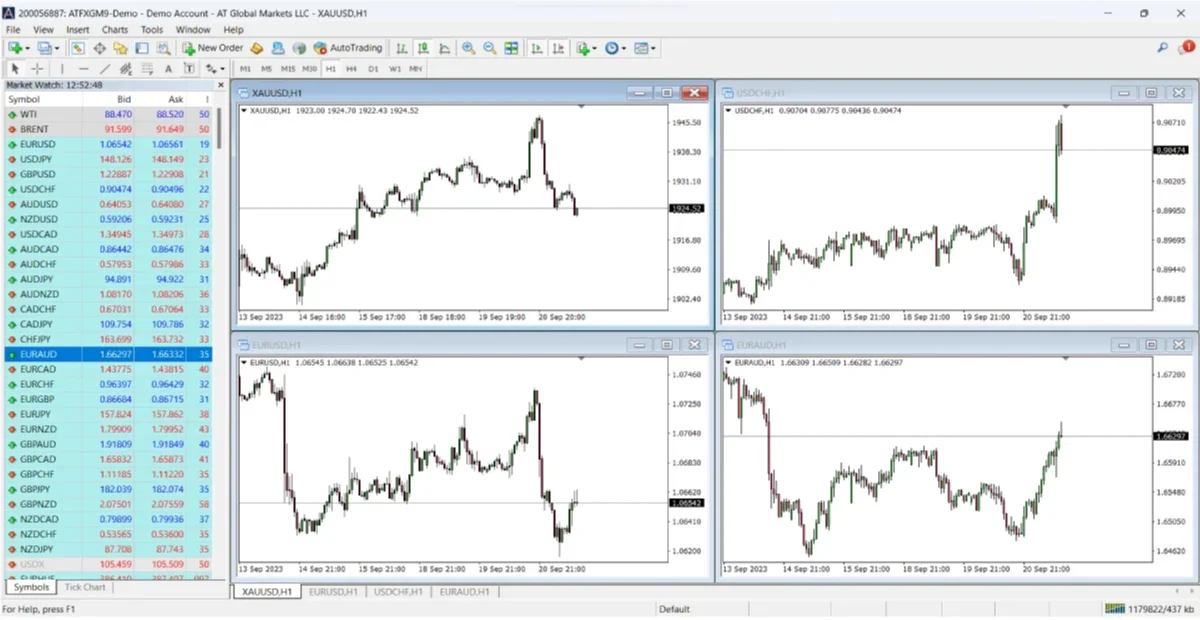 200056887: ATFXGM9-Demo - Demo Account - AT Global Markets LLC - XAUUSD,H1
File View Insert Charts Tools Window Help
New Order AutoTrading
1
A T M1 M5 M15 M30 H1 H4 D1 W1 MN
Market Watch: 12:52:48
Symbol Bid Ask !
WTI 88.470 88.520 50
BRENT 91.599 91.649 50
EURUSD 1.06542 1.06561 19
USDJPY 148.126 148.149 23
GBPUSD 1.22887 1.22908 21
USDCHF 0.90474 0.90496 22
AUDUSD 0.64053 0.64080 27
NZDUSD 0.59206 0.59231 25
USDCAD 1.34945 1.34973 28
AUDCAD 0.86442 0.86476 34
AUDCHF 0.57953 0.57986 33
AUDJPY 94.891 94.922 31
AUDNZD 1.08170 1.08206 36
CADCHF 0.67031 0.67064 33
CADJPY 109.754 109.786 32
CHFJPY 163.699 163.732 33
EURAUD 1.66297 1.66332 35
EURCAD 1.43775 1.43815 40
EURCHF 0.96397 0.96429 32
EURGBP 0.86684 0.86715 31
EURJPY 157.824 157.862 38
EURNZD 1.79909 1.79952 43
GBPAUD 1.91809 1.91849 40
GBPCAD 1.65832 1.65873 41
GBPCHF 1.11185 1.11220 35
GBPJPY 182.039 182.074 35
GBPNZD 2.07501 2.07559 58
NZDCAD 0.79899 0.79936 37
NZDCHF 0.53565 0.53600 35
NZDJPY 87.708 87.743 35
USDX 105.459 105.509 50
Symbols Tick Chart
XAUUSD,H1
XAUUSD,H1 1923.00 1924.70 1922.43 1924.52
1945.50
1938.30
1931.10
1924.52
1916.80
1909.60
1902.40
13 Sep 2023 14 Sep 16:00 15 Sep 17:00 18 Sep 18:00 19 Sep 19:00 20 Sep 20:00
USDCHF,H1
USDCHF,H1 0.90704 0.90775 0.90436 0.90474
0.90710
0.90474
0.90205
0.89950
0.89695
0.89440
0.89185
13 Sep 2023 14 Sep 21:00 15 Sep 21:00 18 Sep 21:00 19 Sep 21:00 20 Sep 21:00
EURUSD,H1
EURUSD,H1 1.06545 1.06638 1.06525 1.06542
1.07460
1.07250
1.07040
1.06830
1.06620
1.06542
1.06410
1.06200
13 Sep 2023 14 Sep 21:00 15 Sep 21:00 18 Sep 21:00 19 Sep 21:00 20 Sep 21:00
EURAUD,H1
EURAUD,H1 1.66309 1.66509 1.66282 1.66297
1.67200
1.66770
1.66297
1.65910
1.65480
1.65050
1.64620
13 Sep 2023 14 Sep 21:00 15 Sep 21:00 18 Sep 21:00 19 Sep 21:00 20 Sep 21:00
XAUUSD,H1 EURUSD,H1 USDCHF,H1 EURAUD,H1
For Help, press F1 Default 1179822/437 kb